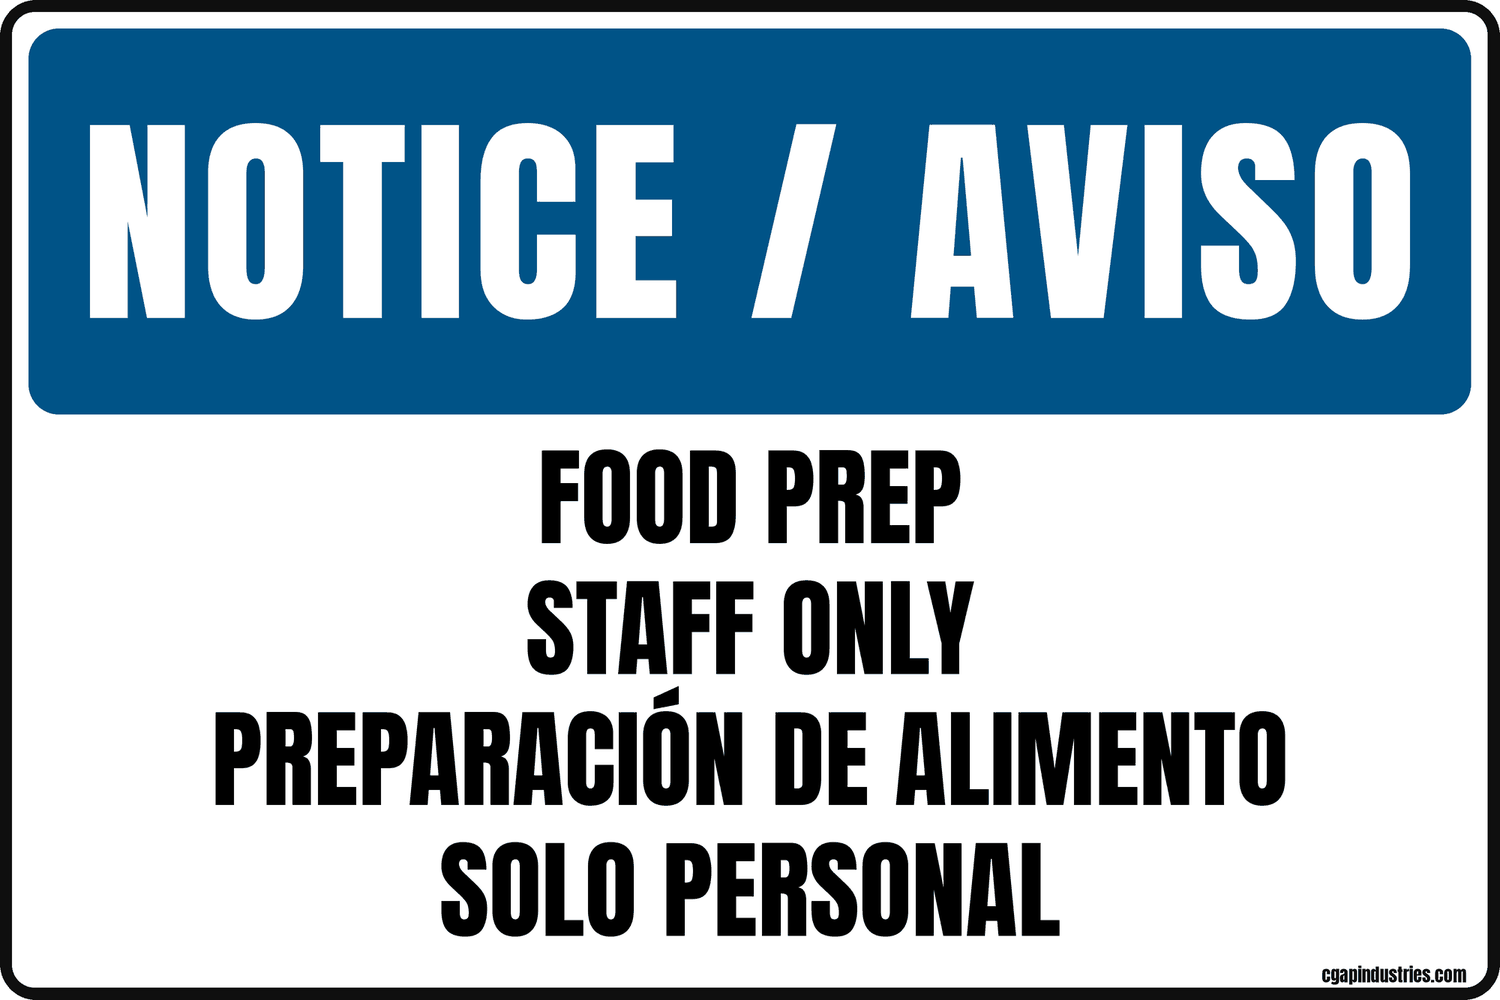 NOTICE / AVISO
FOOD PREP
STAFF ONLY
PREPARACIÓN DE ALIMENTO
SOLO PERSONAL
cgapindustries.com